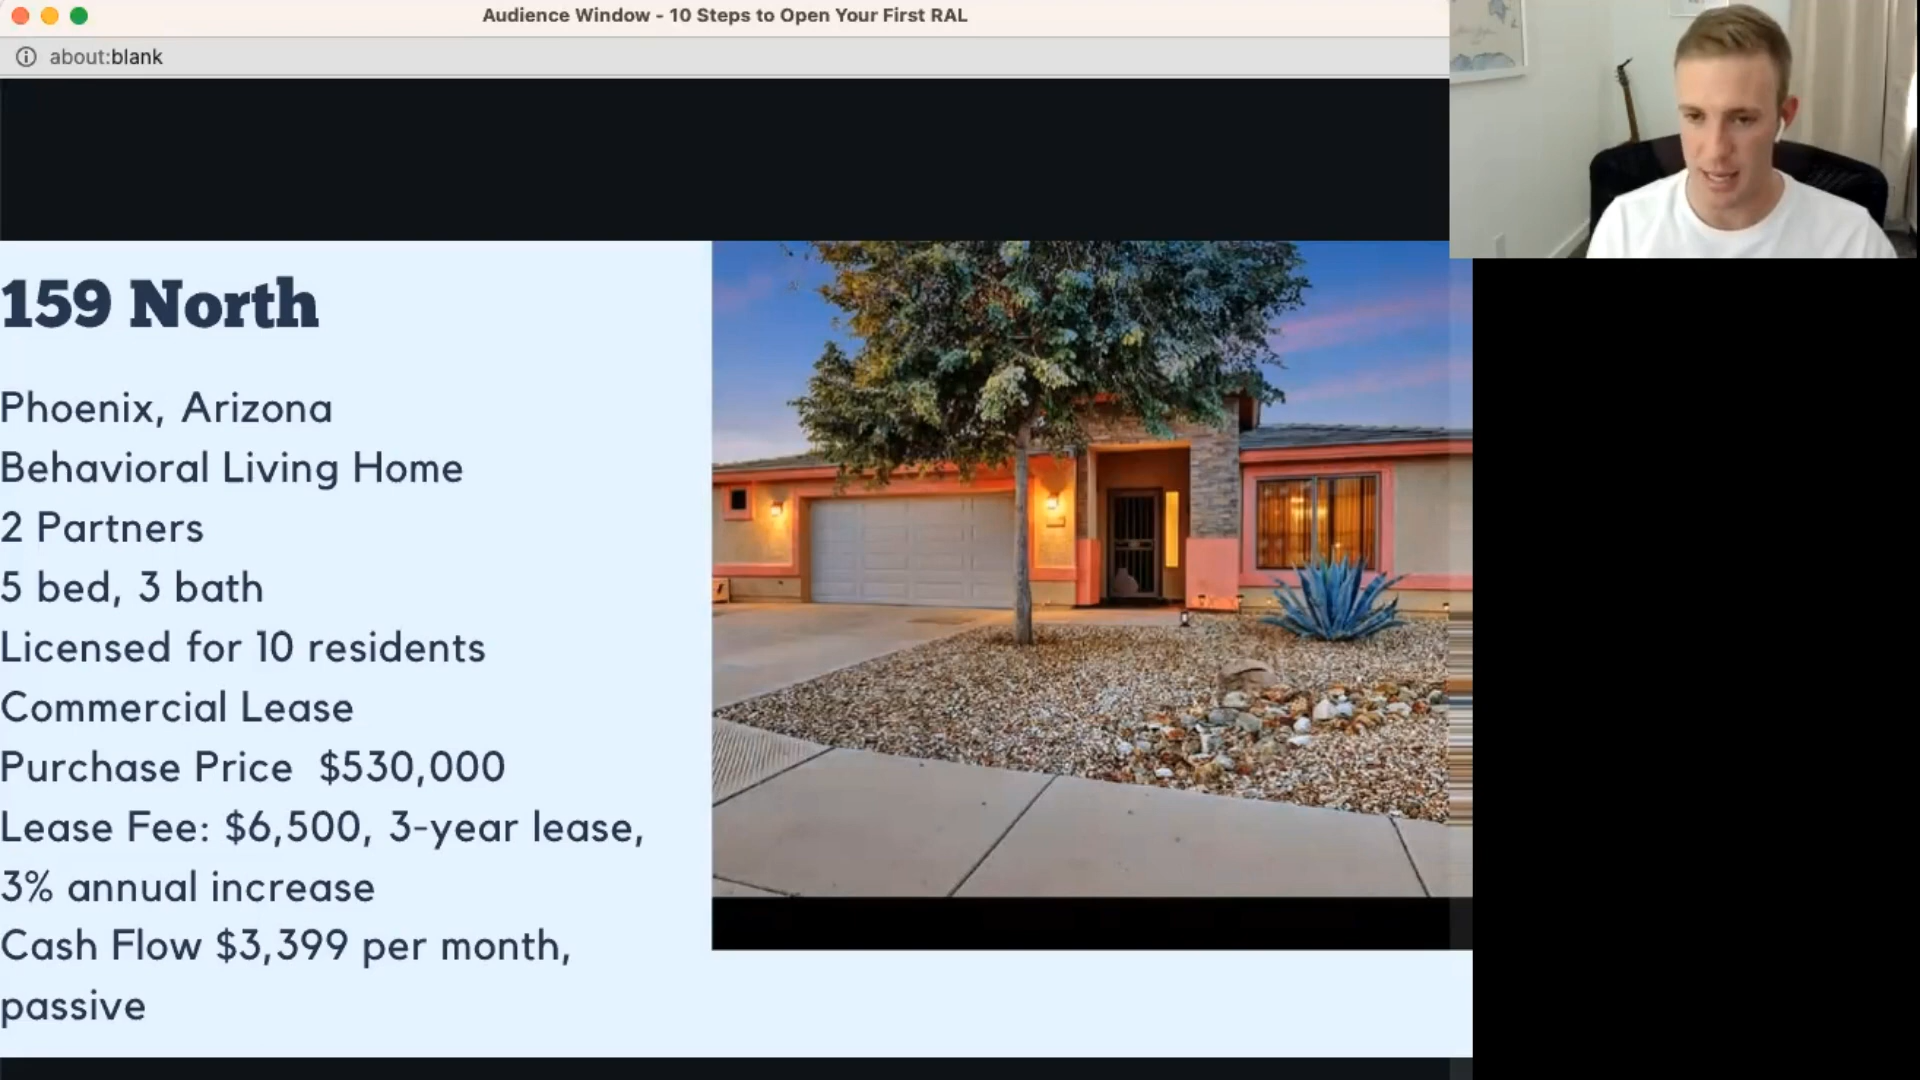 Audience Window - 10 Steps to Open Your First RAL
about:blank
159 North
Phoenix, Arizona
Behavioral Living Home
2 Partners
5 bed, 3 bath
Licensed for 10 residents
Commercial Lease
Purchase Price $530,000
Lease Fee: $6,500, 3-year lease,
3% annual increase
Cash Flow $3,399 per month,
passive